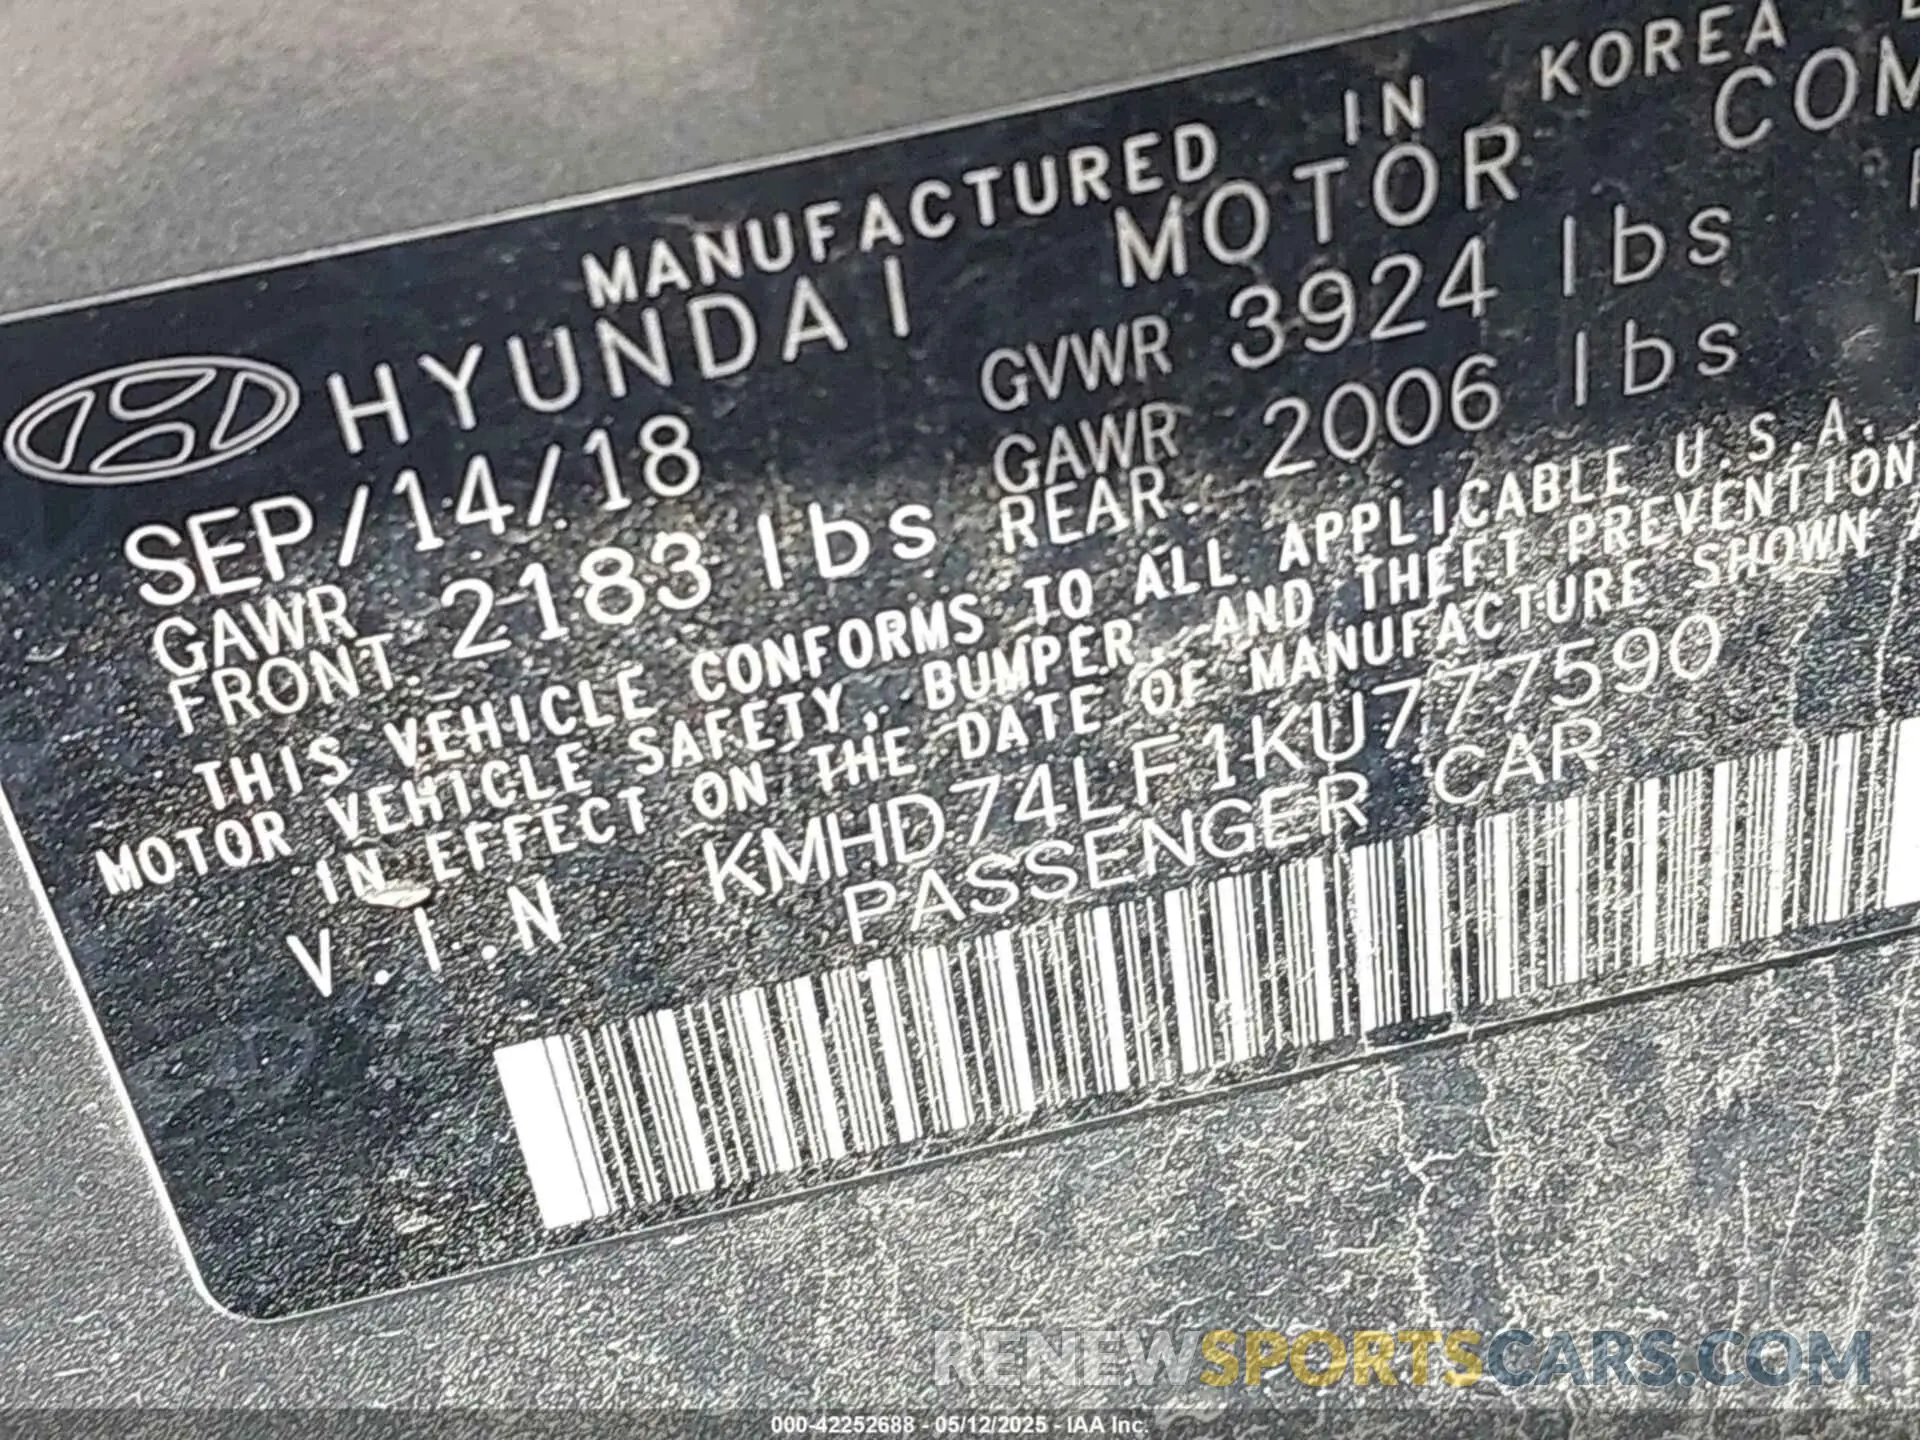 MANUFACTURED IN KOREA
HYUNDAI MOTOR COM
SEP/14/18 GVWR 3924 lbs
GAWR FRONT 2183 lbs GAWR REAR 2006 lbs
THIS VEHICLE CONFORMS TO ALL APPLICABLE U.S.A.
MOTOR VEHICLE SAFETY, BUMPER, AND THEFT PREVENTION
IN EFFECT ON THE DATE OF MANUFACTURE SHOWN
V.I.N KMHD74LF1KU777590
PASSENGER CAR
RENEWSPORTSCARS.COM
000-42252688 - 05/12/2025 - IAA Inc.